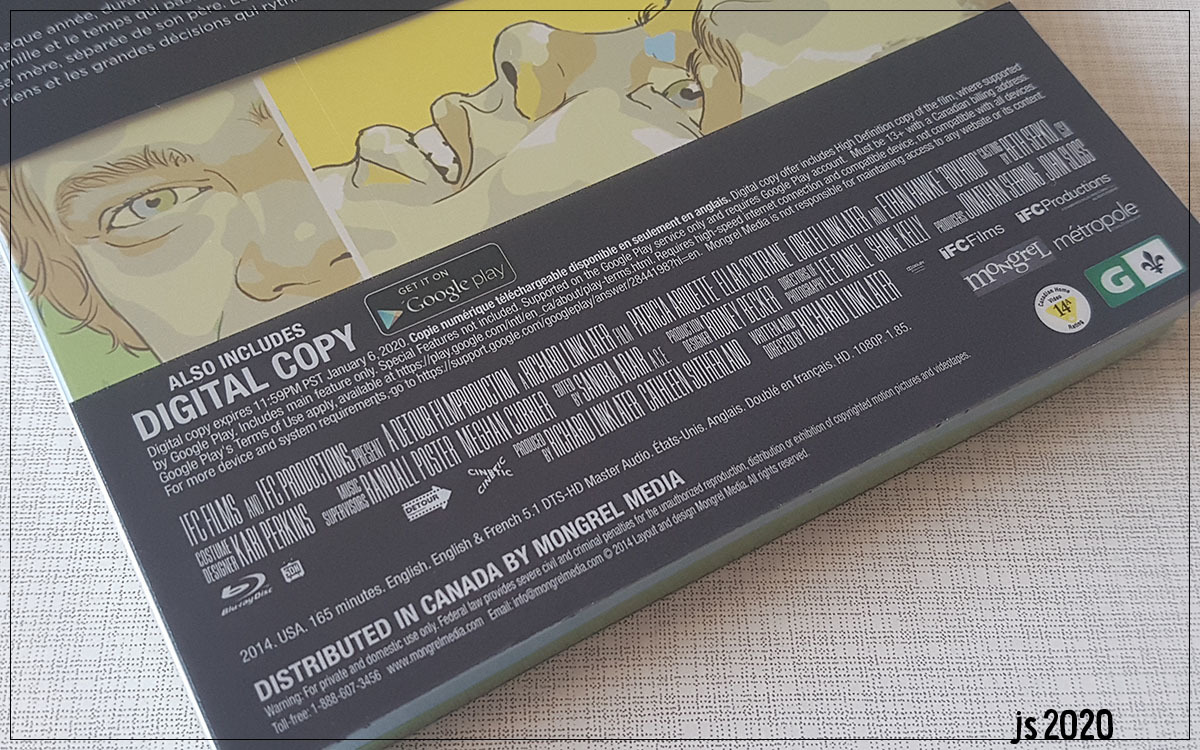 aque année, duran
amille et le temps qui pas
sa mère, séparée de son père. Le
riens et les grandes décisions qui ryth
GET IT ON
Google play
ALSO INCLUDES
DIGITAL COPY
Digital copy expires 11:59PM PST January 6, 2020. Copie numérique téléchargeable disponible en seulement en anglais. Digital copy offer includes High Definition copy of the film, where supported
by Google Play. Includes main feature only. Special Features not included. Supported on the Google Play service only and requires Google Play account. Must be 13+ with a Canadian billing address.
Google Play's Terms of Use apply, available at https://play.google.com/intl/en_ca/about/play-terms.html. Requires high-speed internet connection and compatible device, not compatible with all devices.
For more device and system requirements, go to https://support.google.com/googleplay/answer/2844198?hl=en. Mongrel Media is not responsible for maintaining access to any website or its content.
IFC FILMS AND IFC PRODUCTIONS PRESENT A DETOUR FILMPRODUCTION A RICHARD LINKLATER FILM PATRICIA ARQUETTE ELLAR COLTRANE LORELEI LINKLATER AND ETHAN HAWKE BOYHOOD CASTING BY BETH SEPKO CSA
COSTUME DESIGNER KARI PERKINS MUSIC SUPERVISORS RANDALL POSTER MEGHAN CURRIER EDITED BY SANDRA ADAIR A.C.E. PRODUCTION DESIGNER RODNEY BECKER DIRECTORS OF PHOTOGRAPHY LEE DANIEL SHANE KELLY PRODUCERS JONATHAN SEHRING JOHN SLOSS
PRODUCED BY RICHARD LINKLATER CATHLEEN SUTHERLAND WRITTEN AND DIRECTED BY RICHARD LINKLATER
Blu-ray Disc
DETOUR
CINETIC
IFC Films
IFC Productions
MONGREL
métropole
Canadian Home Video
14A
Rating
G
2014. USA. 165 minutes. English. English & French 5.1 DTS-HD Master Audio. États-Unis. Anglais. Doublé en français. HD. 1080P. 1.85.
DISTRIBUTED IN CANADA BY MONGREL MEDIA
Warning: For private and domestic use only. Federal law provides severe civil and criminal penalties for the unauthorized reproduction, distribution or exhibition of copyrighted motion pictures and videotapes.
Toll-free: 1-888-607-3456 www.mongrelmedia.com Email: info@mongrelmedia.com © 2014 Layout and design Mongrel Media. All rights reserved.
js 2020